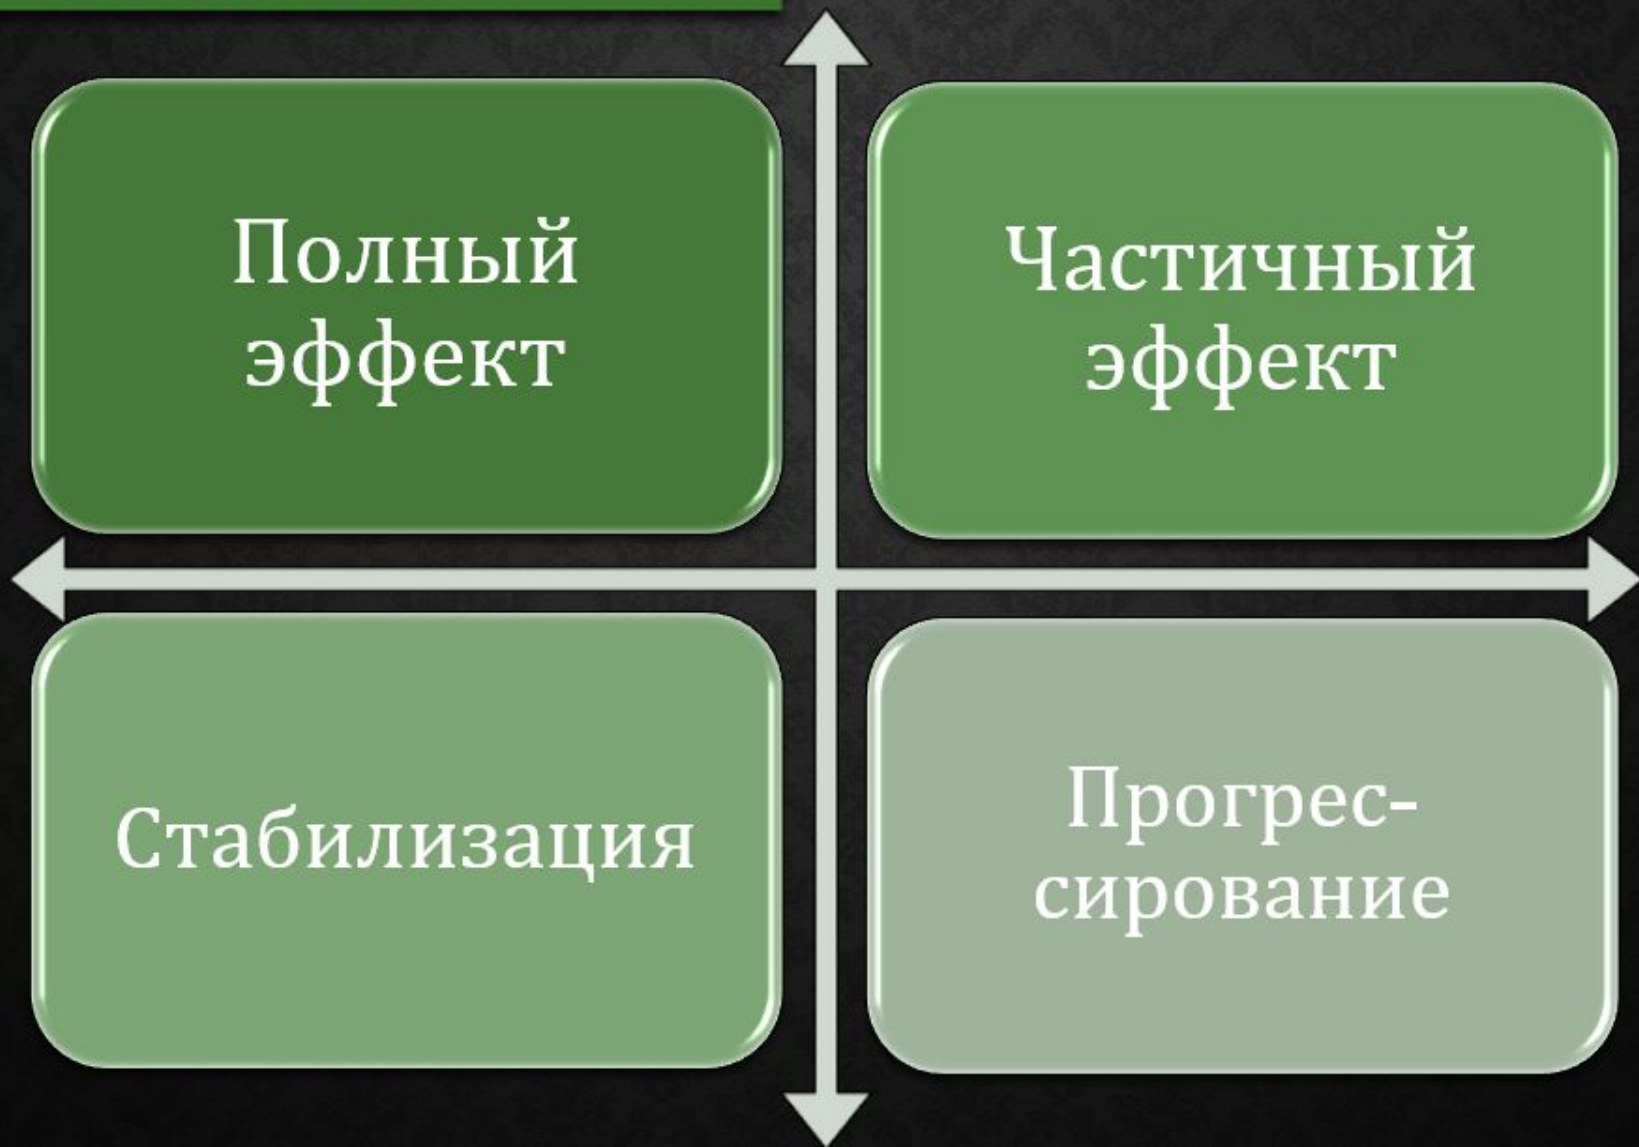 Полный
эффект
Частичный
эффект
Стабилизация
Прогрес-
сирование